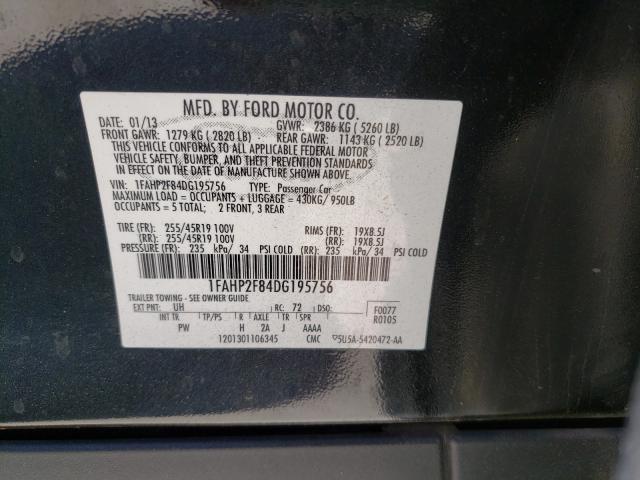 MFD. BY FORD MOTOR CO.
DATE: 01/13 GVWR: 2386 KG ( 5260 LB)
FRONT GAWR: 1279 KG ( 2820 LB) REAR GAWR: 1143 KG ( 2520 LB)
THIS VEHICLE CONFORMS TO ALL APPLICABLE FEDERAL MOTOR
VEHICLE SAFETY, BUMPER, AND THEFT PREVENTION STANDARDS
IN EFFECT ON THE DATE OF MANUFACTURE SHOWN ABOVE.
VIN: 1FAHP2F84DG195756 TYPE: Passenger Car
MAXIMUM LOAD = OCCUPANTS + LUGGAGE = 430KG/950LB
OCCUPANTS = 5 TOTAL; 2 FRONT, 3 REAR
TIRE (FR): 255/45R19 100V RIMS (FR): 19X8.5J
(RR): 255/45R19 100V (RR): 19X8.5J
PRESSURE (FR): 235 kPa/ 34 PSI COLD (RR): 235 kPa/ 34 PSI COLD
1FAHP2F84DG195756
TRAILER TOWING - SEE OWNER GUIDE
EXT PNT: UH RC: 72 DSO: F0077
INT TR TP/PS R AXLE TR SPR R0105
PW H 2A J AAAA
1201301106345 CMC 5U5A-5420472-AA